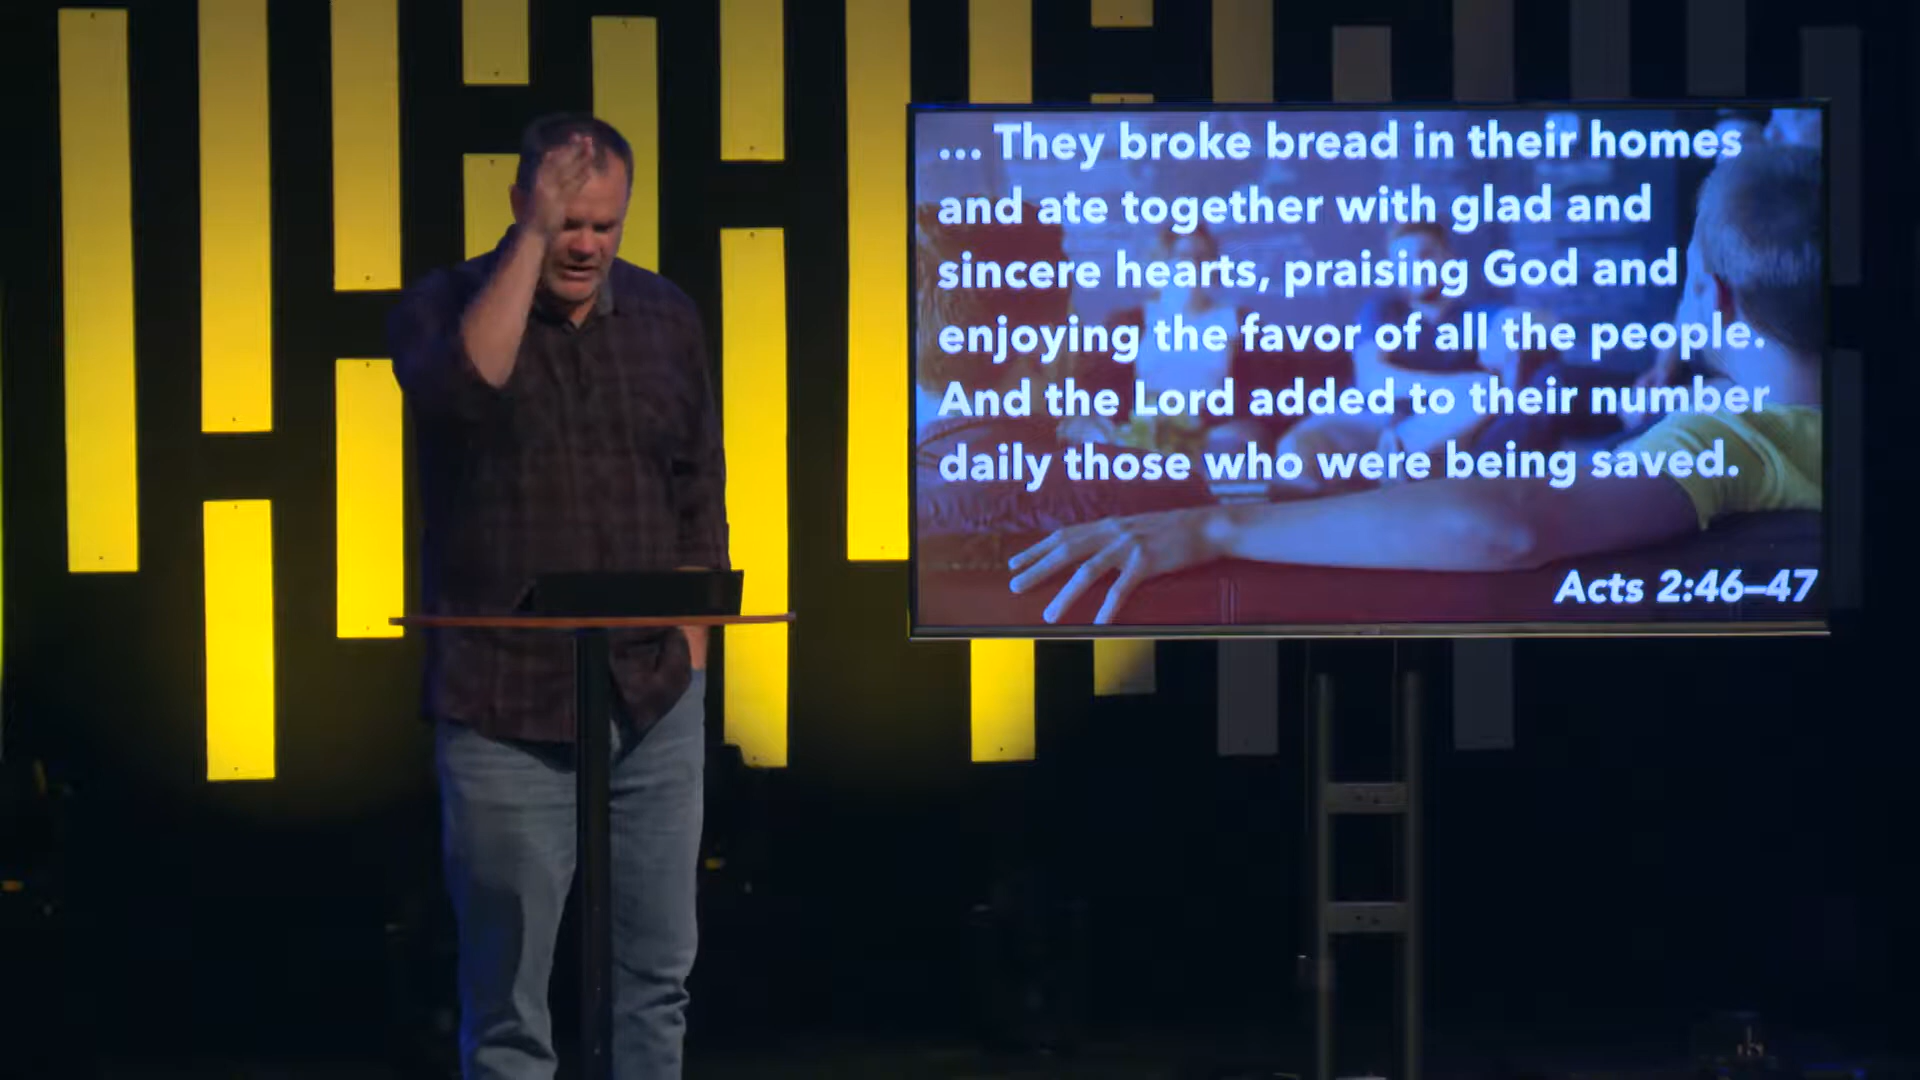 ... They broke bread in their homes
and ate together with glad and
sincere hearts, praising God and
enjoying the favor of all the people.
And the Lord added to their number
daily those who were being saved.
Acts 2:46–47